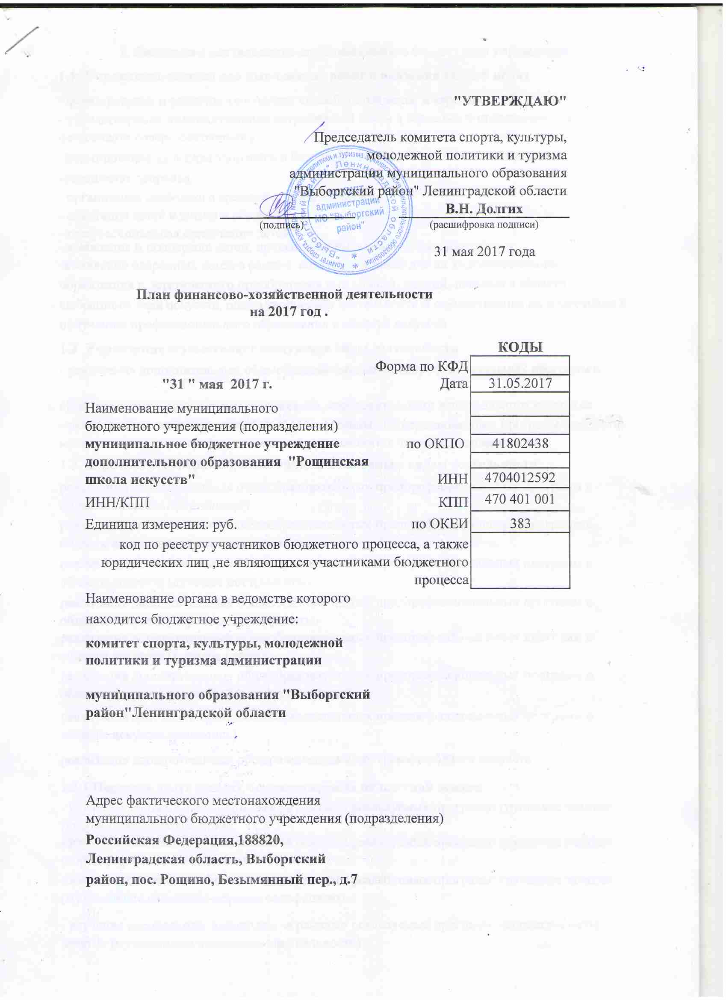 "УТВЕРЖДАЮ"
Председатель комитета спорта, культуры,
молодежной политики и туризма
администрации муниципального образования
"Выборгский район" Ленинградской области
В.Н. Долгих
(подпись) (расшифровка подписи)
администрации
МО "Выборгский
район"
31 мая 2017 года
План финансово-хозяйственной деятельности
на 2017 год .
КОДЫ
Форма по КФД
"31 " мая 2017 г. Дата 31.05.2017
Наименование муниципального
бюджетного учреждения (подразделения)
муниципальное бюджетное учреждение по ОКПО 41802438
дополнительного образования "Рощинская
школа искусств" ИНН 4704012592
ИНН/КПП КПП 470 401 001
Единица измерения: руб. по ОКЕИ 383
код по реестру участников бюджетного процесса, а также
юридических лиц ,не являющихся участниками бюджетного
процесса
Наименование органа в ведомстве которого
находится бюджетное учреждение:
комитет спорта, культуры, молодежной
политики и туризма администрации
муниципального образования "Выборгский
район"Ленинградской области
Адрес фактического местонахождения
муниципального бюджетного учреждения (подразделения)
Российская Федерация,188820,
Ленинградская область, Выборгский
район, пос. Рощино, Безымянный пер., д.7